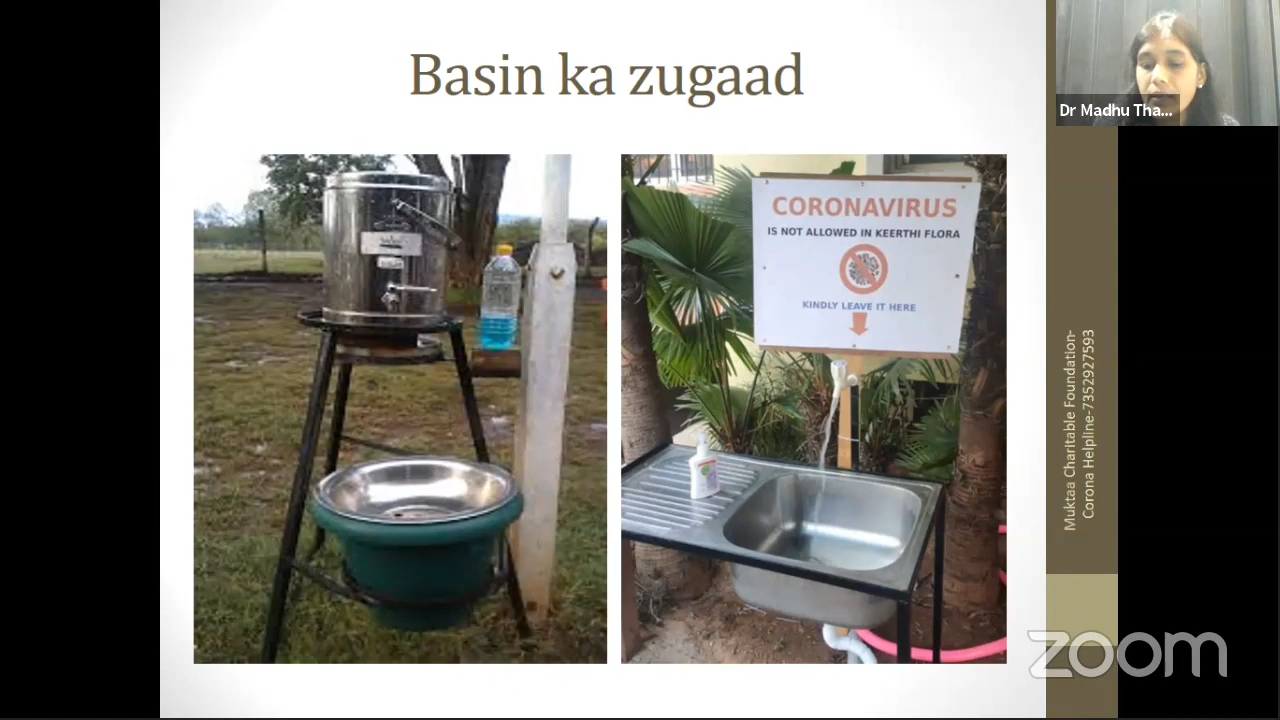 Basin ka zugaad
Dr Madhu Tha...
CORONAVIRUS
IS NOT ALLOWED IN KEERTHI FLORA
KINDLY LEAVE IT HERE
Muktaa Charitable Foundation-
Corona Helpline-7352927593
zoom